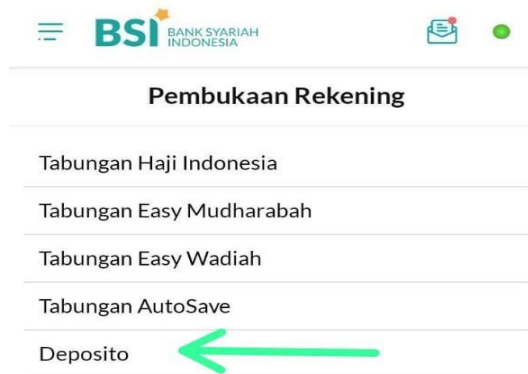 BSI BANK SYARIAH
INDONESIA
Pembukaan Rekening
Tabungan Haji Indonesia
Tabungan Easy Mudharabah
Tabungan Easy Wadiah
Tabungan AutoSave
Deposito